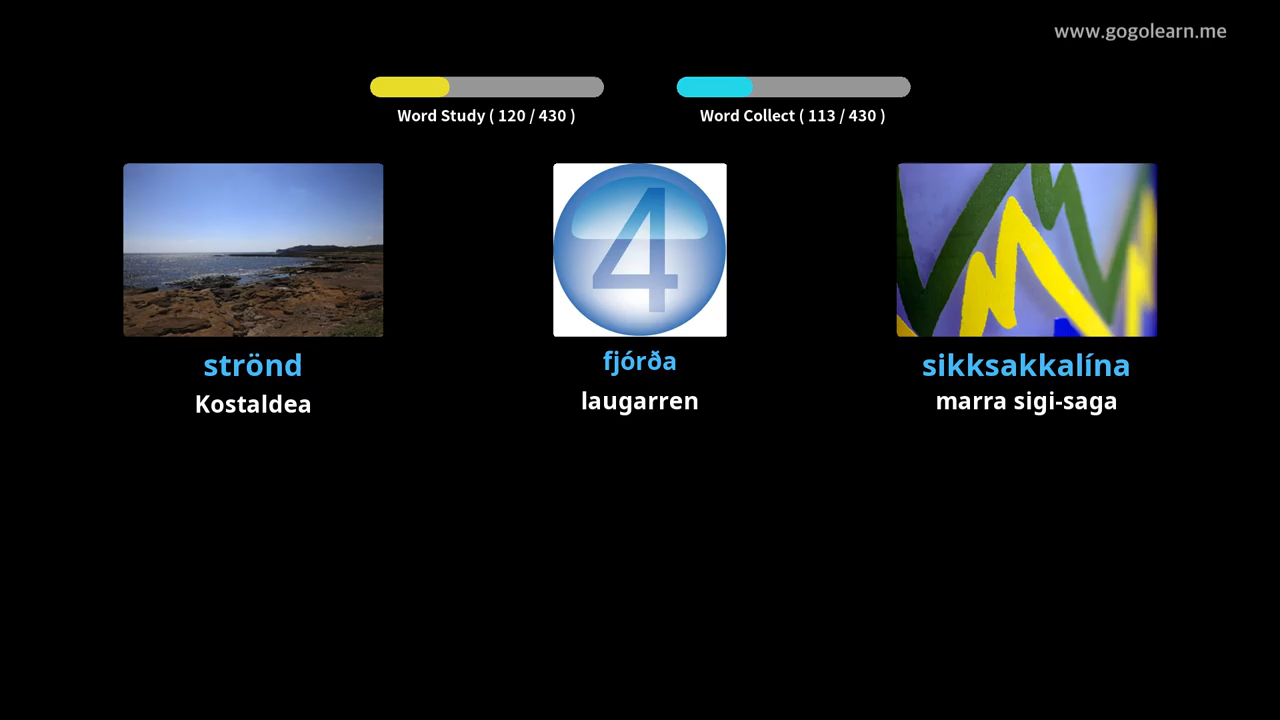 www.gogolearn.me
Word Study ( 120 / 430 )
Word Collect ( 113 / 430 )
4
strönd
fjórða
sikksakkalína
Kostaldea
laugarren
marra sigi-saga